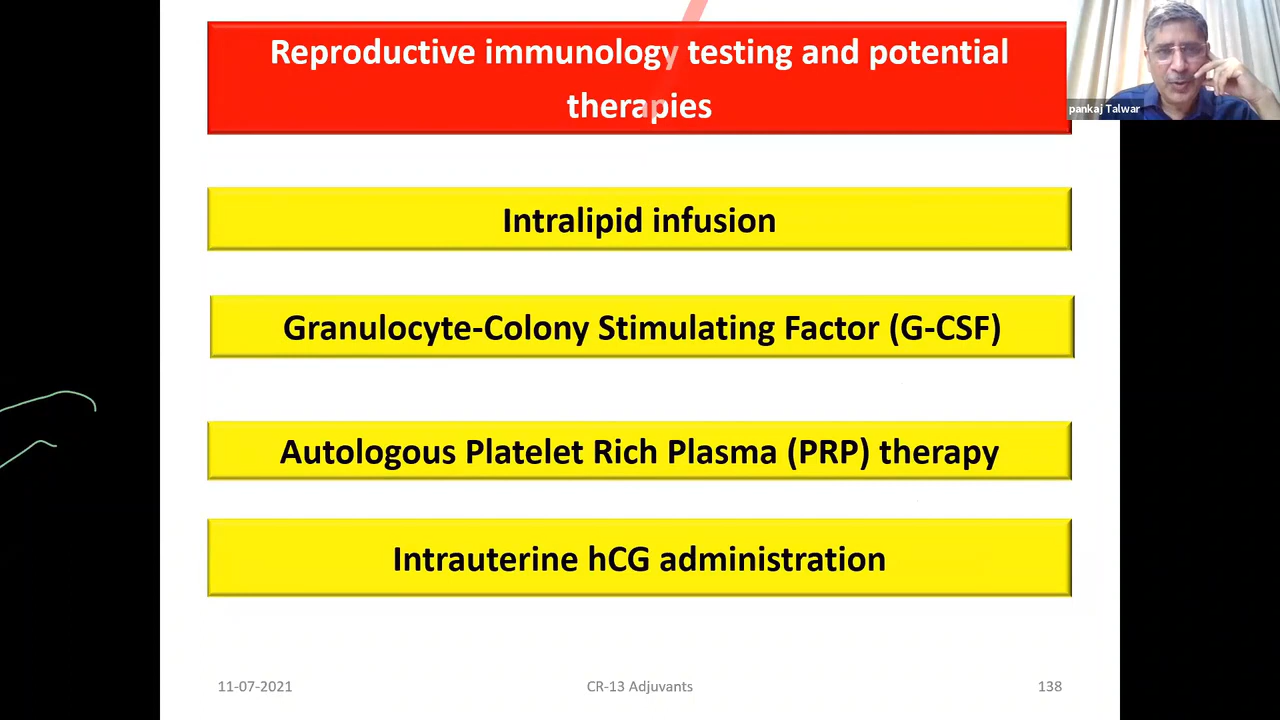 Reproductive immunology testing and potential
therapies
pankaj Talwar
Intralipid infusion
Granulocyte-Colony Stimulating Factor (G-CSF)
Autologous Platelet Rich Plasma (PRP) therapy
Intrauterine hCG administration
11-07-2021
CR-13 Adjuvants
138